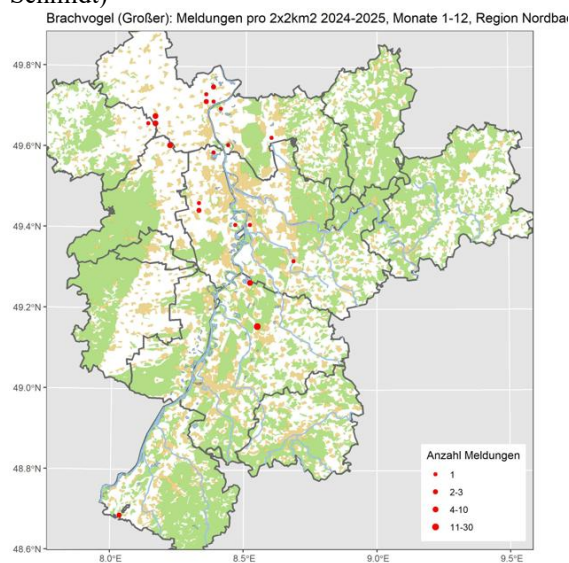 Schmidt)
Brachvogel (Großer): Meldungen pro 2x2km2 2024-2025, Monate 1-12, Region Nordba
49.8°N
49.6°N
49.4°N
49.2°N
49.0°N
48.8°N
48.6°N
Anzahl Meldungen
1
2-3
4-10
11-30
8.0°E 8.5°E 9.0°E 9.5°E